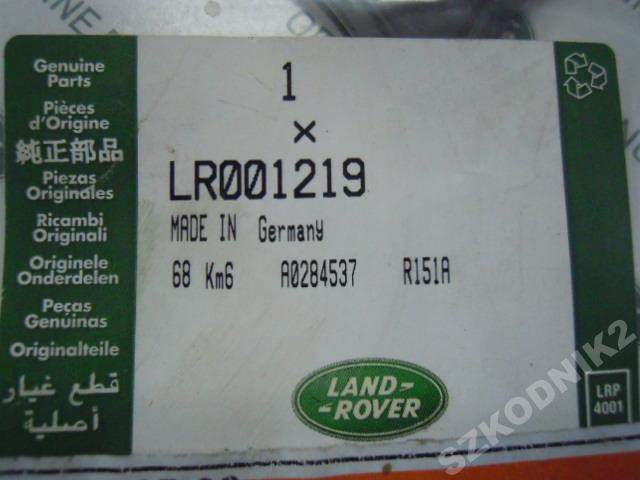 Genuine
Parts
Pièces
d'Origine
純正部品
Piezas
Originales
Ricambi
Originali
Originele
Onderdelen
Peças
Genuinas
Originalteile
قطع غيار
أصلية
1
×
LR001219
MADE IN Germany
68 Km6 A0284537 R151A
LAND-
-ROVER
LRP
4001
SZKODNIK2